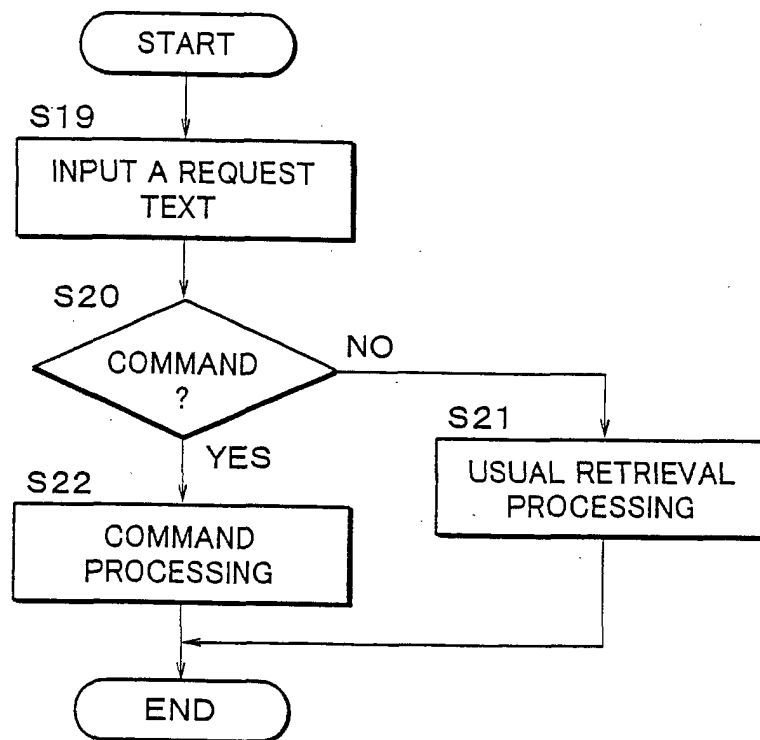 START
S19
INPUT A REQUEST
TEXT
S20
COMMAND
?
NO
YES
S21
USUAL RETRIEVAL
PROCESSING
S22
COMMAND
PROCESSING
END